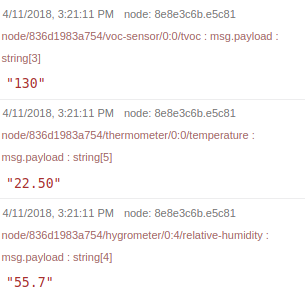 4/11/2018, 3:21:11 PM node: 8e8e3c6b.e5c81
node/836d1983a754/voc-sensor/0:0/tvoc : msg.payload :
string[3]
"130"
4/11/2018, 3:21:11 PM node: 8e8e3c6b.e5c81
node/836d1983a754/thermometer/0:0/temperature :
msg.payload : string[5]
"22.50"
4/11/2018, 3:21:11 PM node: 8e8e3c6b.e5c81
node/836d1983a754/hygrometer/0:4/relative-humidity :
msg.payload : string[4]
"55.7"